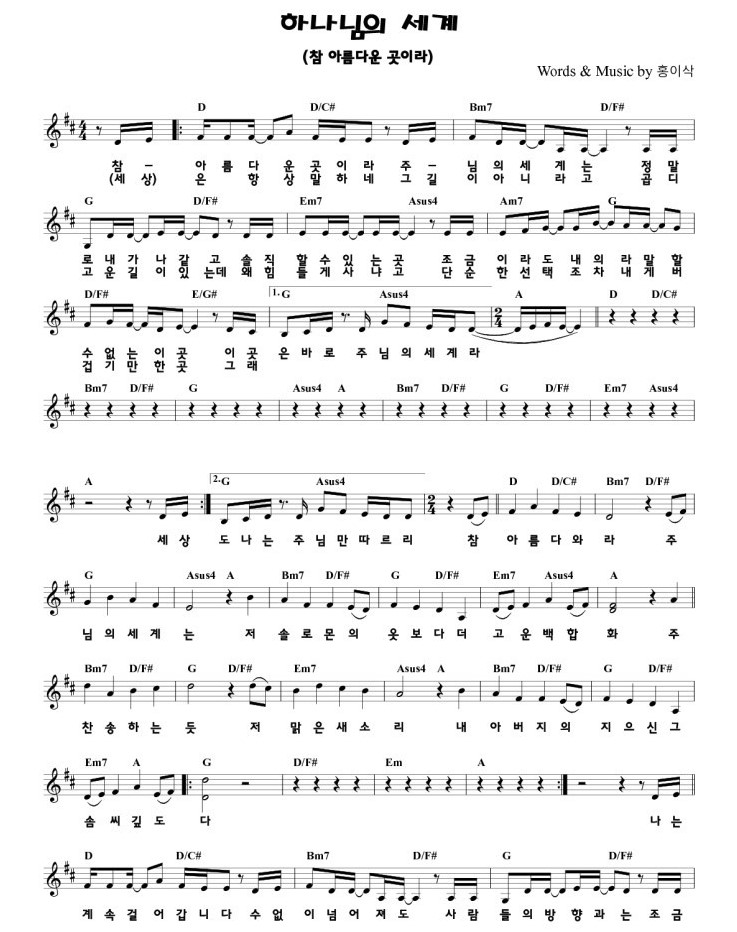 하나님의 세계
(참 아름다운 곳이라)
Words & Music by 홍이삭
D D/C# Bm7 D/F#
참 - 아 름 다 운 곳 이 라 주 - 님 의 세 계 는 정 말
(세 상) 은 항 상 말 하 네 그 길 이 아 니 라 고 곱 디
G D/F# Em7 Asus4 Am7 G
로 내 가 나 같 고 솔 직 할 수 있 는 곳 조 금 이 라 도 내 의 라 말 할
고 운 길 이 있 는데 왜 힘 들 게 사 냐 고 단 순 한 선 택 조 차 내 게 버
D/F# E/G# 1. G Asus4 2/4 A D D/C#
수 없 는 이 곳 이 곳 은 바 로 주 님 의 세 계 라
겁 기 만 한 곳 그 래
Bm7 D/F# G Asus4 A Bm7 D/F# G D/F# Em7 Asus4
A 2. G Asus4 2/4 D D/C# Bm7 D/F#
세 상 도 나 는 주 님 만 따 르 리 참 아 름 다 와 라 주
G Asus4 A Bm7 D/F# G D/F# Em7 Asus4 A
님 의 세 계 는 저 솔 로 몬 의 옷 보 다 더 고 운 백 합 화 주
Bm7 D/F# G D/F# Em7 Asus4 A Bm7 D/F# G D/F#
찬 송 하 는 듯 저 맑 은 새 소 리 내 아 버 지 의 지 으 신 그
Em7 A G D/F# Em A
솜 씨 깊 도 다 나 는
D D/C# Bm7 D/F# G D/F#
계 속 걸 어 갑 니 다 수 없 이 넘 어 져 도 사 람 들 의 방 향 과 는 조 금